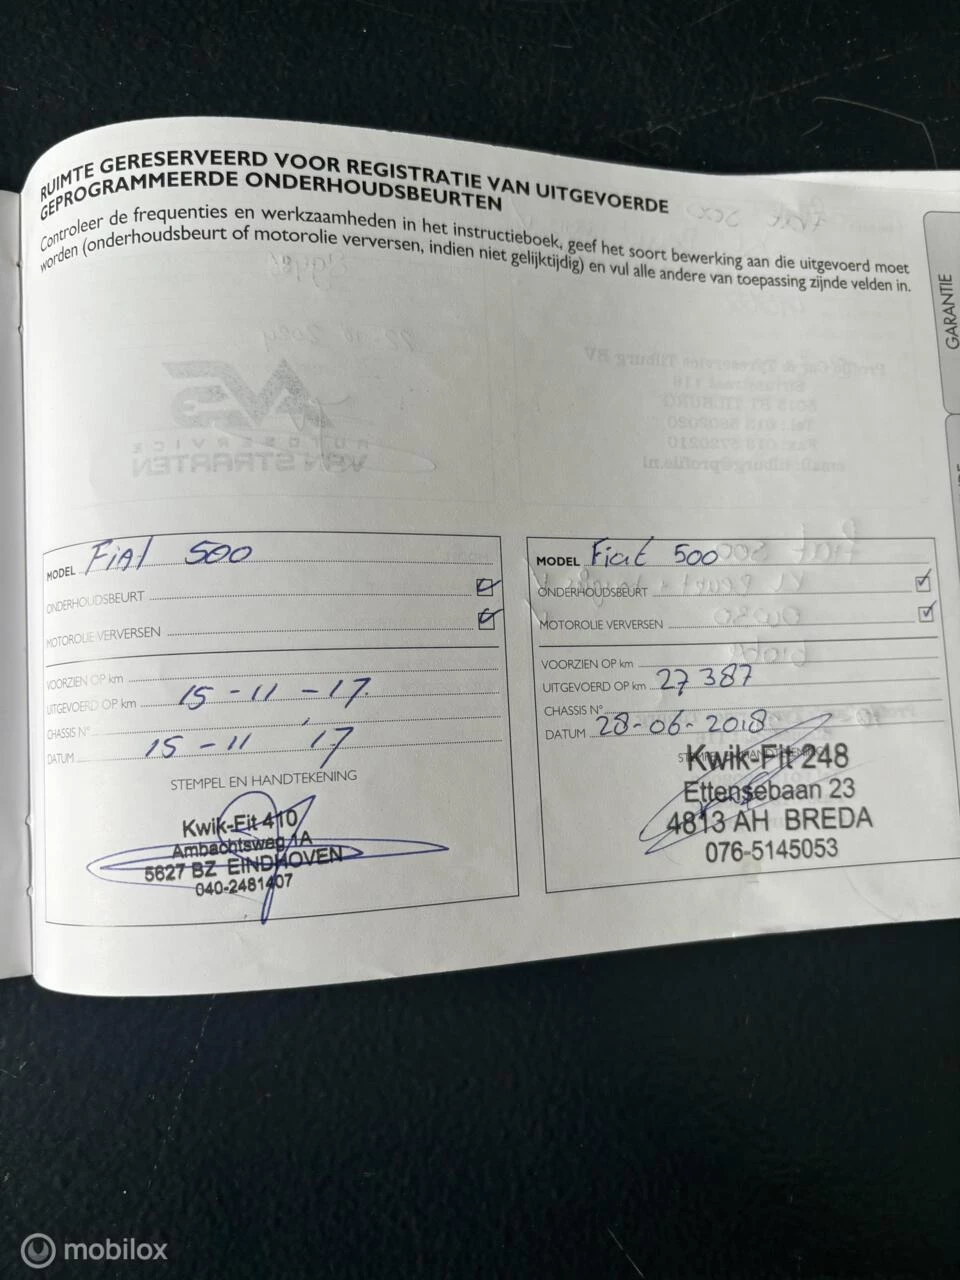 RUIMTE GERESERVEERD VOOR REGISTRATIE VAN UITGEVOERDE
GEPROGRAMMEERDE ONDERHOUDSBEURTEN
Controleer de frequenties en werkzaamheden in het instructieboek, geef het soort bewerking aan die uitgevoerd moet
worden (onderhoudsbeurt of motorolie verversen, indien niet gelijktijdig) en vul alle andere van toepassing zijnde velden in.
GARANTIE
MODEL Fiat 500
ONDERHOUDSBEURT
MOTOROLIE VERVERSEN
VOORZIEN OP km
UITGEVOERD OP km 15-11-17
CHASSIS N°
DATUM 15-11 '17
STEMPEL EN HANDTEKENING
Kwik-Fit 410
Ambachtsweg 1A
5627 BZ EINDHOVEN
040-2481407
MODEL Fiat 500
ONDERHOUDSBEURT
MOTOROLIE VERVERSEN
VOORZIEN OP km
UITGEVOERD OP km 27387
CHASSIS N°
DATUM 28-06-2018
Kwik-Fit 248
Ettensebaan 23
4813 AH BREDA
076-5145053
mobilox